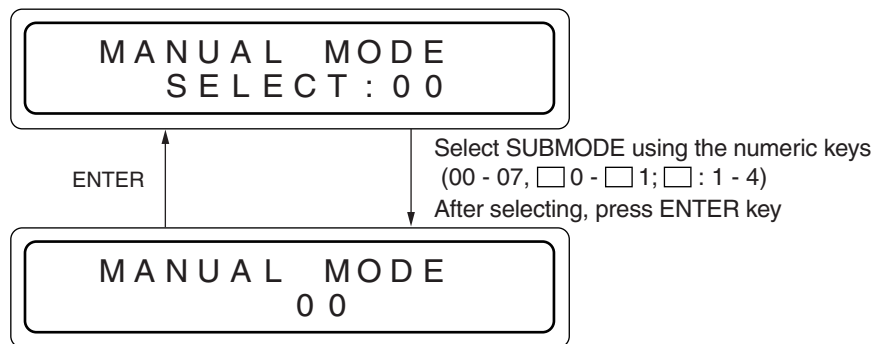 MANUAL MODE
SELECT:00
ENTER
Select SUBMODE using the numeric keys
(00 - 07, □ 0 - □ 1; □ : 1 - 4)
After selecting, press ENTER key
MANUAL MODE
00